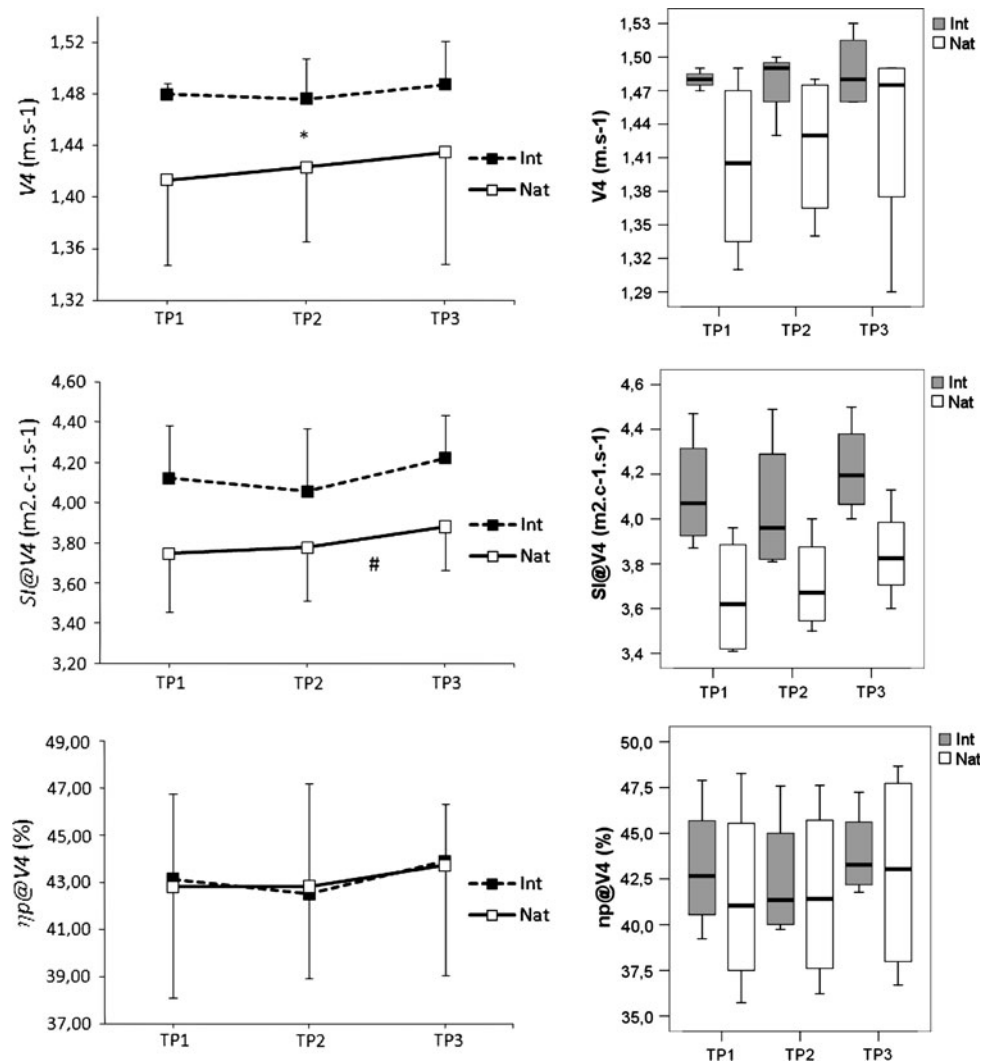 V4 (m.s-1)
1,52
1,48
1,44
1,40
1,36
1,32
*
Int
Nat
TP1 TP2 TP3
V4 (m.s-1)
1,53
1,50
1,47
1,44
1,41
1,38
1,35
1,32
1,29
Int
Nat
TP1 TP2 TP3
SI@V4 (m2.c-1.s-1)
4,60
4,40
4,20
4,00
3,80
3,60
3,40
3,20
#
Int
Nat
TP1 TP2 TP3
SI@V4 (m2.c-1.s-1)
4,6
4,4
4,2
4,0
3,8
3,6
3,4
Int
Nat
TP1 TP2 TP3
ηp@V4 (%)
49,00
47,00
45,00
43,00
41,00
39,00
37,00
Int
Nat
TP1 TP2 TP3
np@V4 (%)
50,0
47,5
45,0
42,5
40,0
37,5
35,0
Int
Nat
TP1 TP2 TP3